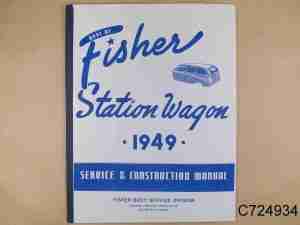 BODY BY
Fisher
Station Wagon
· 1949 ·
SERVICE & CONSTRUCTION MANUAL
FISHER BODY SERVICE DIVISION
C724934